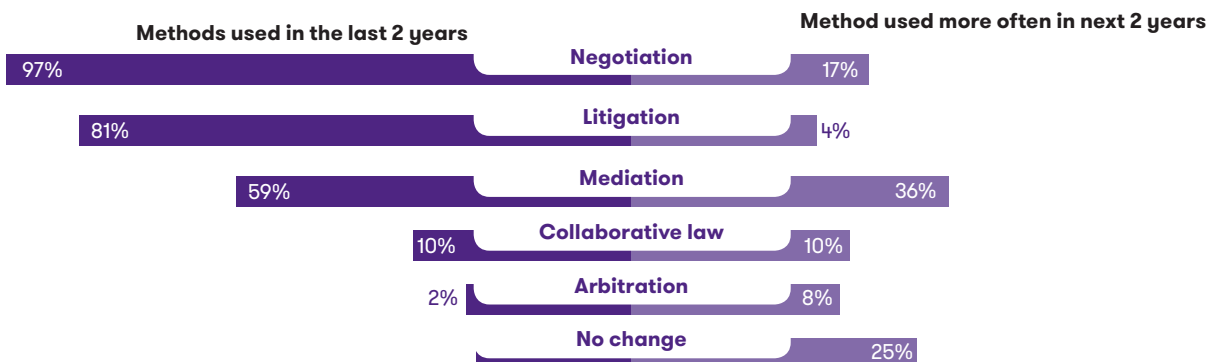 Methods used in the last 2 years
Method used more often in next 2 years
Negotiation
97%
17%
Litigation
81%
4%
Mediation
59%
36%
Collaborative law
10%
10%
Arbitration
2%
8%
No change
25%